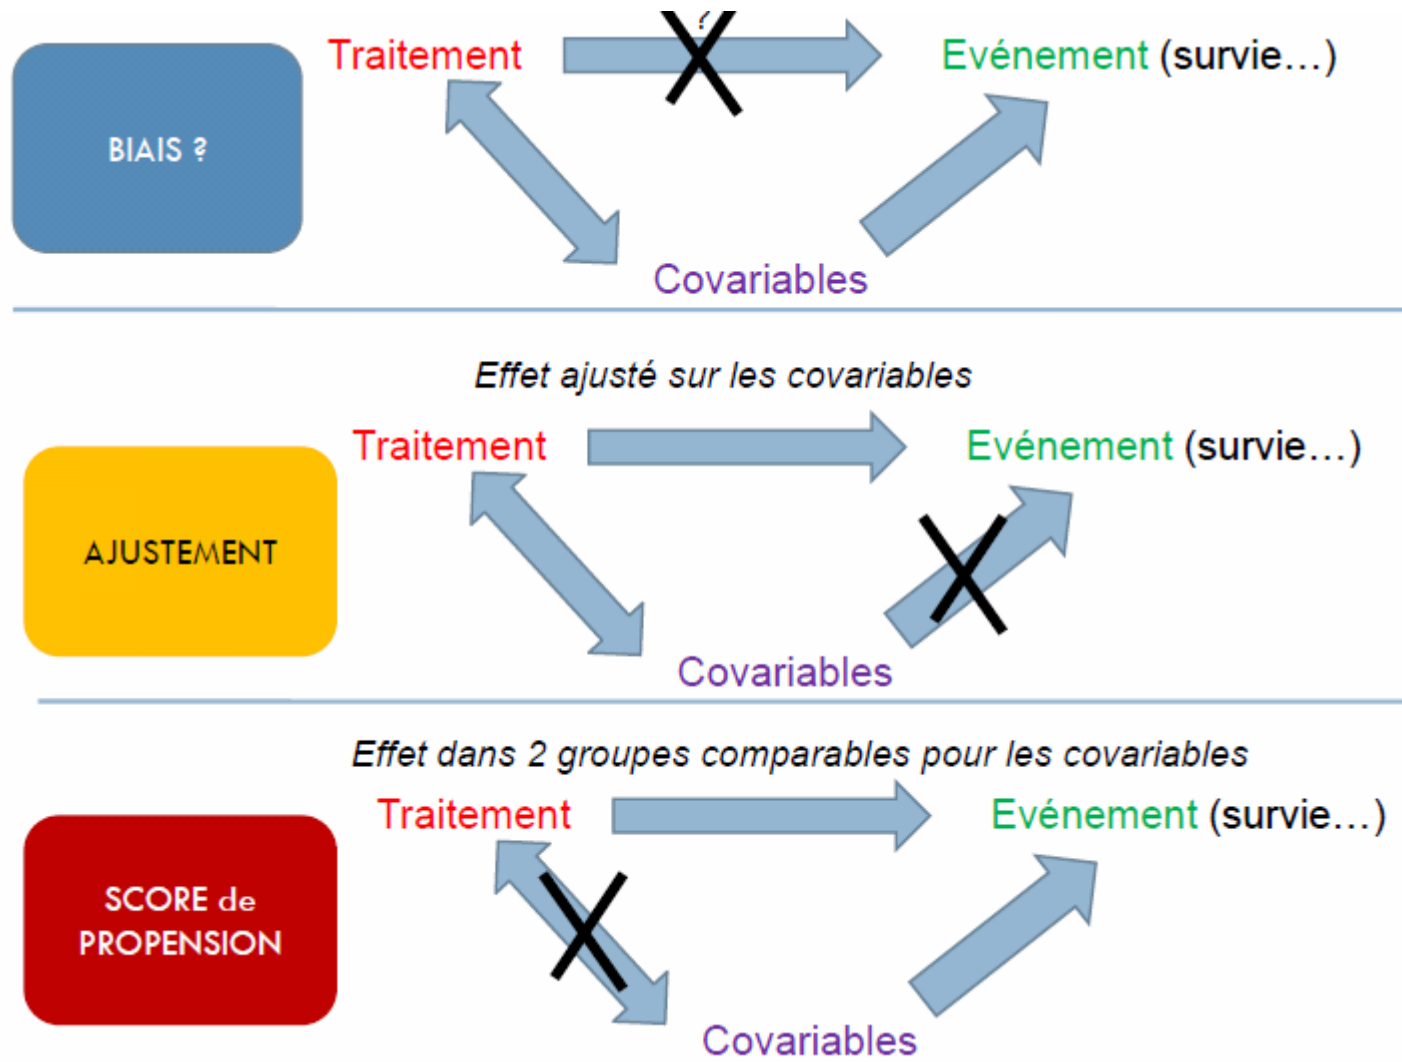 ?
Traitement
Evénement (survie…)
BIAIS ?
Covariables
Effet ajusté sur les covariables
Traitement
Evénement (survie…)
AJUSTEMENT
Covariables
Effet dans 2 groupes comparables pour les covariables
Traitement
Evénement (survie…)
SCORE de
PROPENSION
Covariables